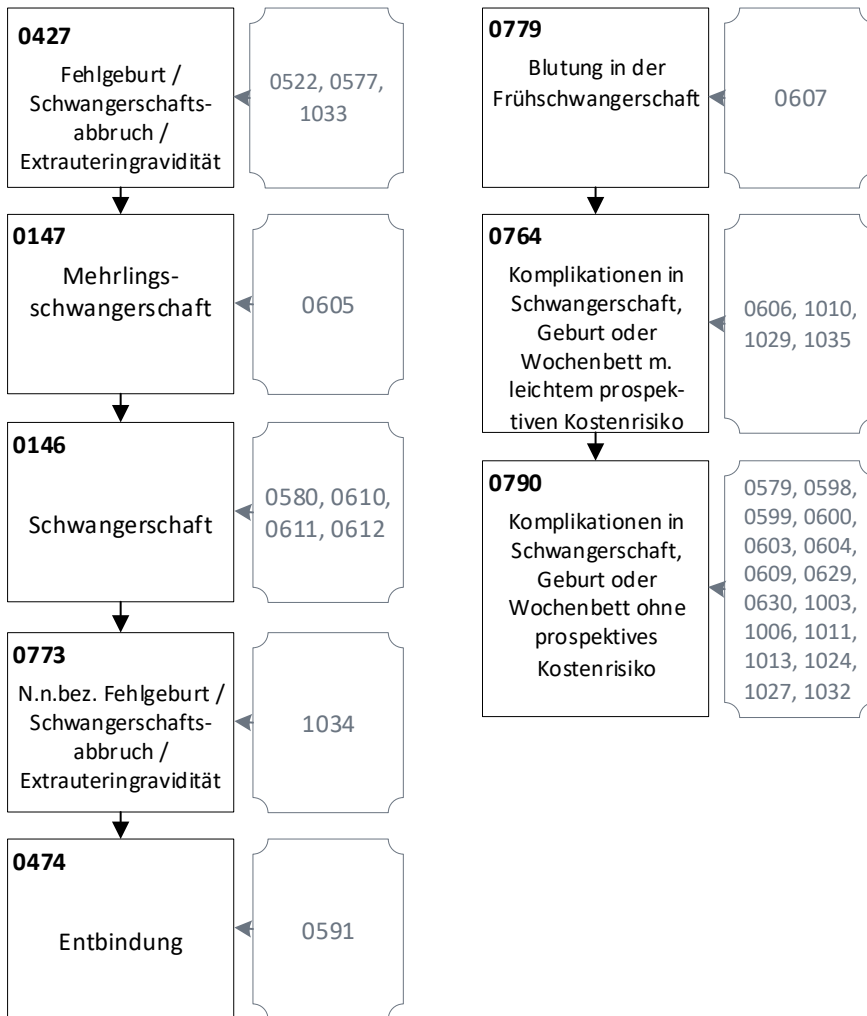 0427
Fehlgeburt /
Schwangerschafts-
abbruch /
Extrauteringravidität
0522, 0577,
1033
0147
Mehrlings-
schwangerschaft
0605
0146
Schwangerschaft
0580, 0610,
0611, 0612
0773
N.n.bez. Fehlgeburt /
Schwangerschafts-
abbruch /
Extrauteringravidität
1034
0474
Entbindung
0591
0779
Blutung in der
Frühschwangerschaft
0607
0764
Komplikationen in
Schwangerschaft,
Geburt oder
Wochenbett m.
leichtem prospek-
tiven Kostenrisiko
0606, 1010,
1029, 1035
0790
Komplikationen in
Schwangerschaft,
Geburt oder
Wochenbett ohne
prospektives
Kostenrisiko
0579, 0598,
0599, 0600,
0603, 0604,
0609, 0629,
0630, 1003,
1006, 1011,
1013, 1024,
1027, 1032